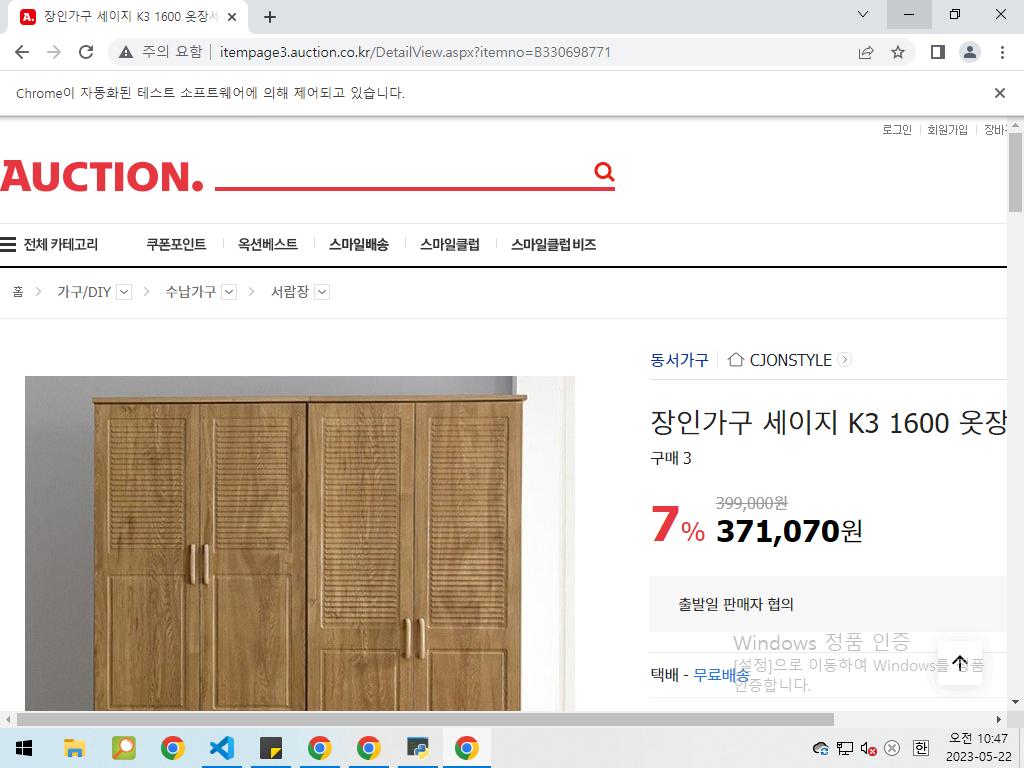 장인가구 세이지 K3 1600 옷장세
주의 요함
itempage3.auction.co.kr/DetailView.aspx?itemno=B330698771
Chrome이 자동화된 테스트 소프트웨어에 의해 제어되고 있습니다.
로그인 회원가입 장바
AUCTION.
전체 카테고리 쿠폰포인트 옥션베스트 스마일배송 스마일클럽 스마일클럽 비즈
홈 가구/DIY 수납가구 서랍장
동서가구 CJONSTYLE
장인가구 세이지 K3 1600 옷장
구매 3
399,000원
7% 371,070원
출발일 판매자 협의
Windows 정품 인증
[설정]으로 이동하여 Windows를 정품
인증합니다.
택배 - 무료배송
한
오전 10:47
2023-05-22